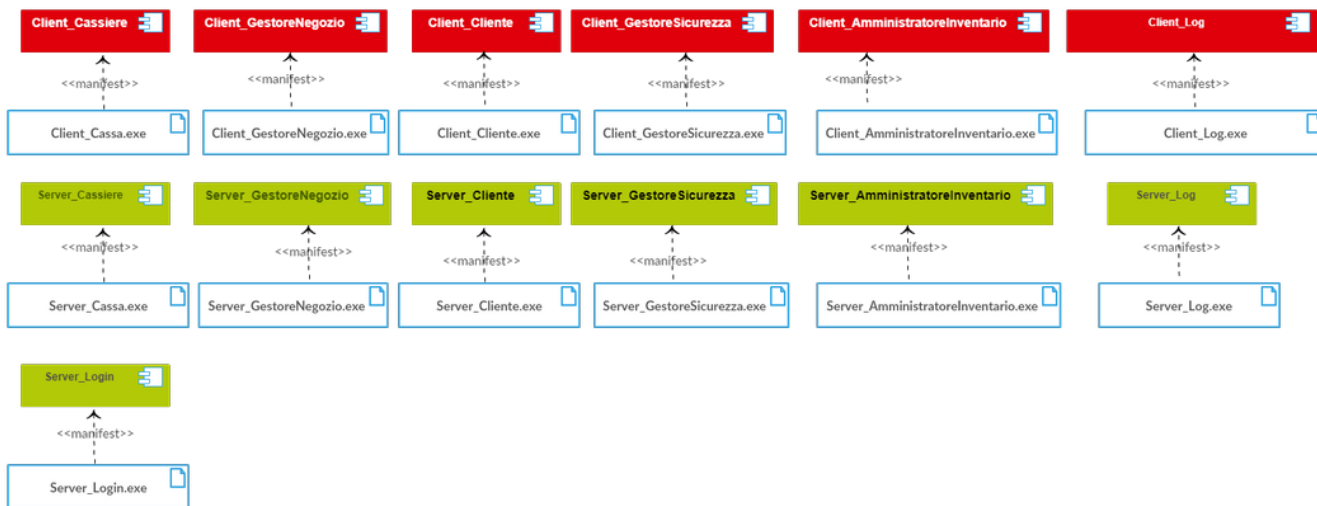 Client_Cassiere
Client_GestoreNegozio
Client_Cliente
Client_GestoreSicurezza
Client_AmministratoreInventario
Client_Log
<<manifest>>
<<manifest>>
<<manifest>>
<<manifest>>
<<manifest>>
<<manifest>>
Client_Cassa.exe
Client_GestoreNegozio.exe
Client_Cliente.exe
Client_GestoreSicurezza.exe
Client_AmministratoreInventario.exe
Client_Log.exe
Server_Cassiere
Server_GestoreNegozio
Server_Cliente
Server_GestoreSicurezza
Server_AmministratoreInventario
Server_Log
<<manifest>>
<<manifest>>
<<manifest>>
<<manifest>>
<<manifest>>
<<manifest>>
Server_Cassa.exe
Server_GestoreNegozio.exe
Server_Cliente.exe
Server_GestoreSicurezza.exe
Server_AmministratoreInventario.exe
Server_Log.exe
Server_Login
<<manifest>>
Server_Login.exe